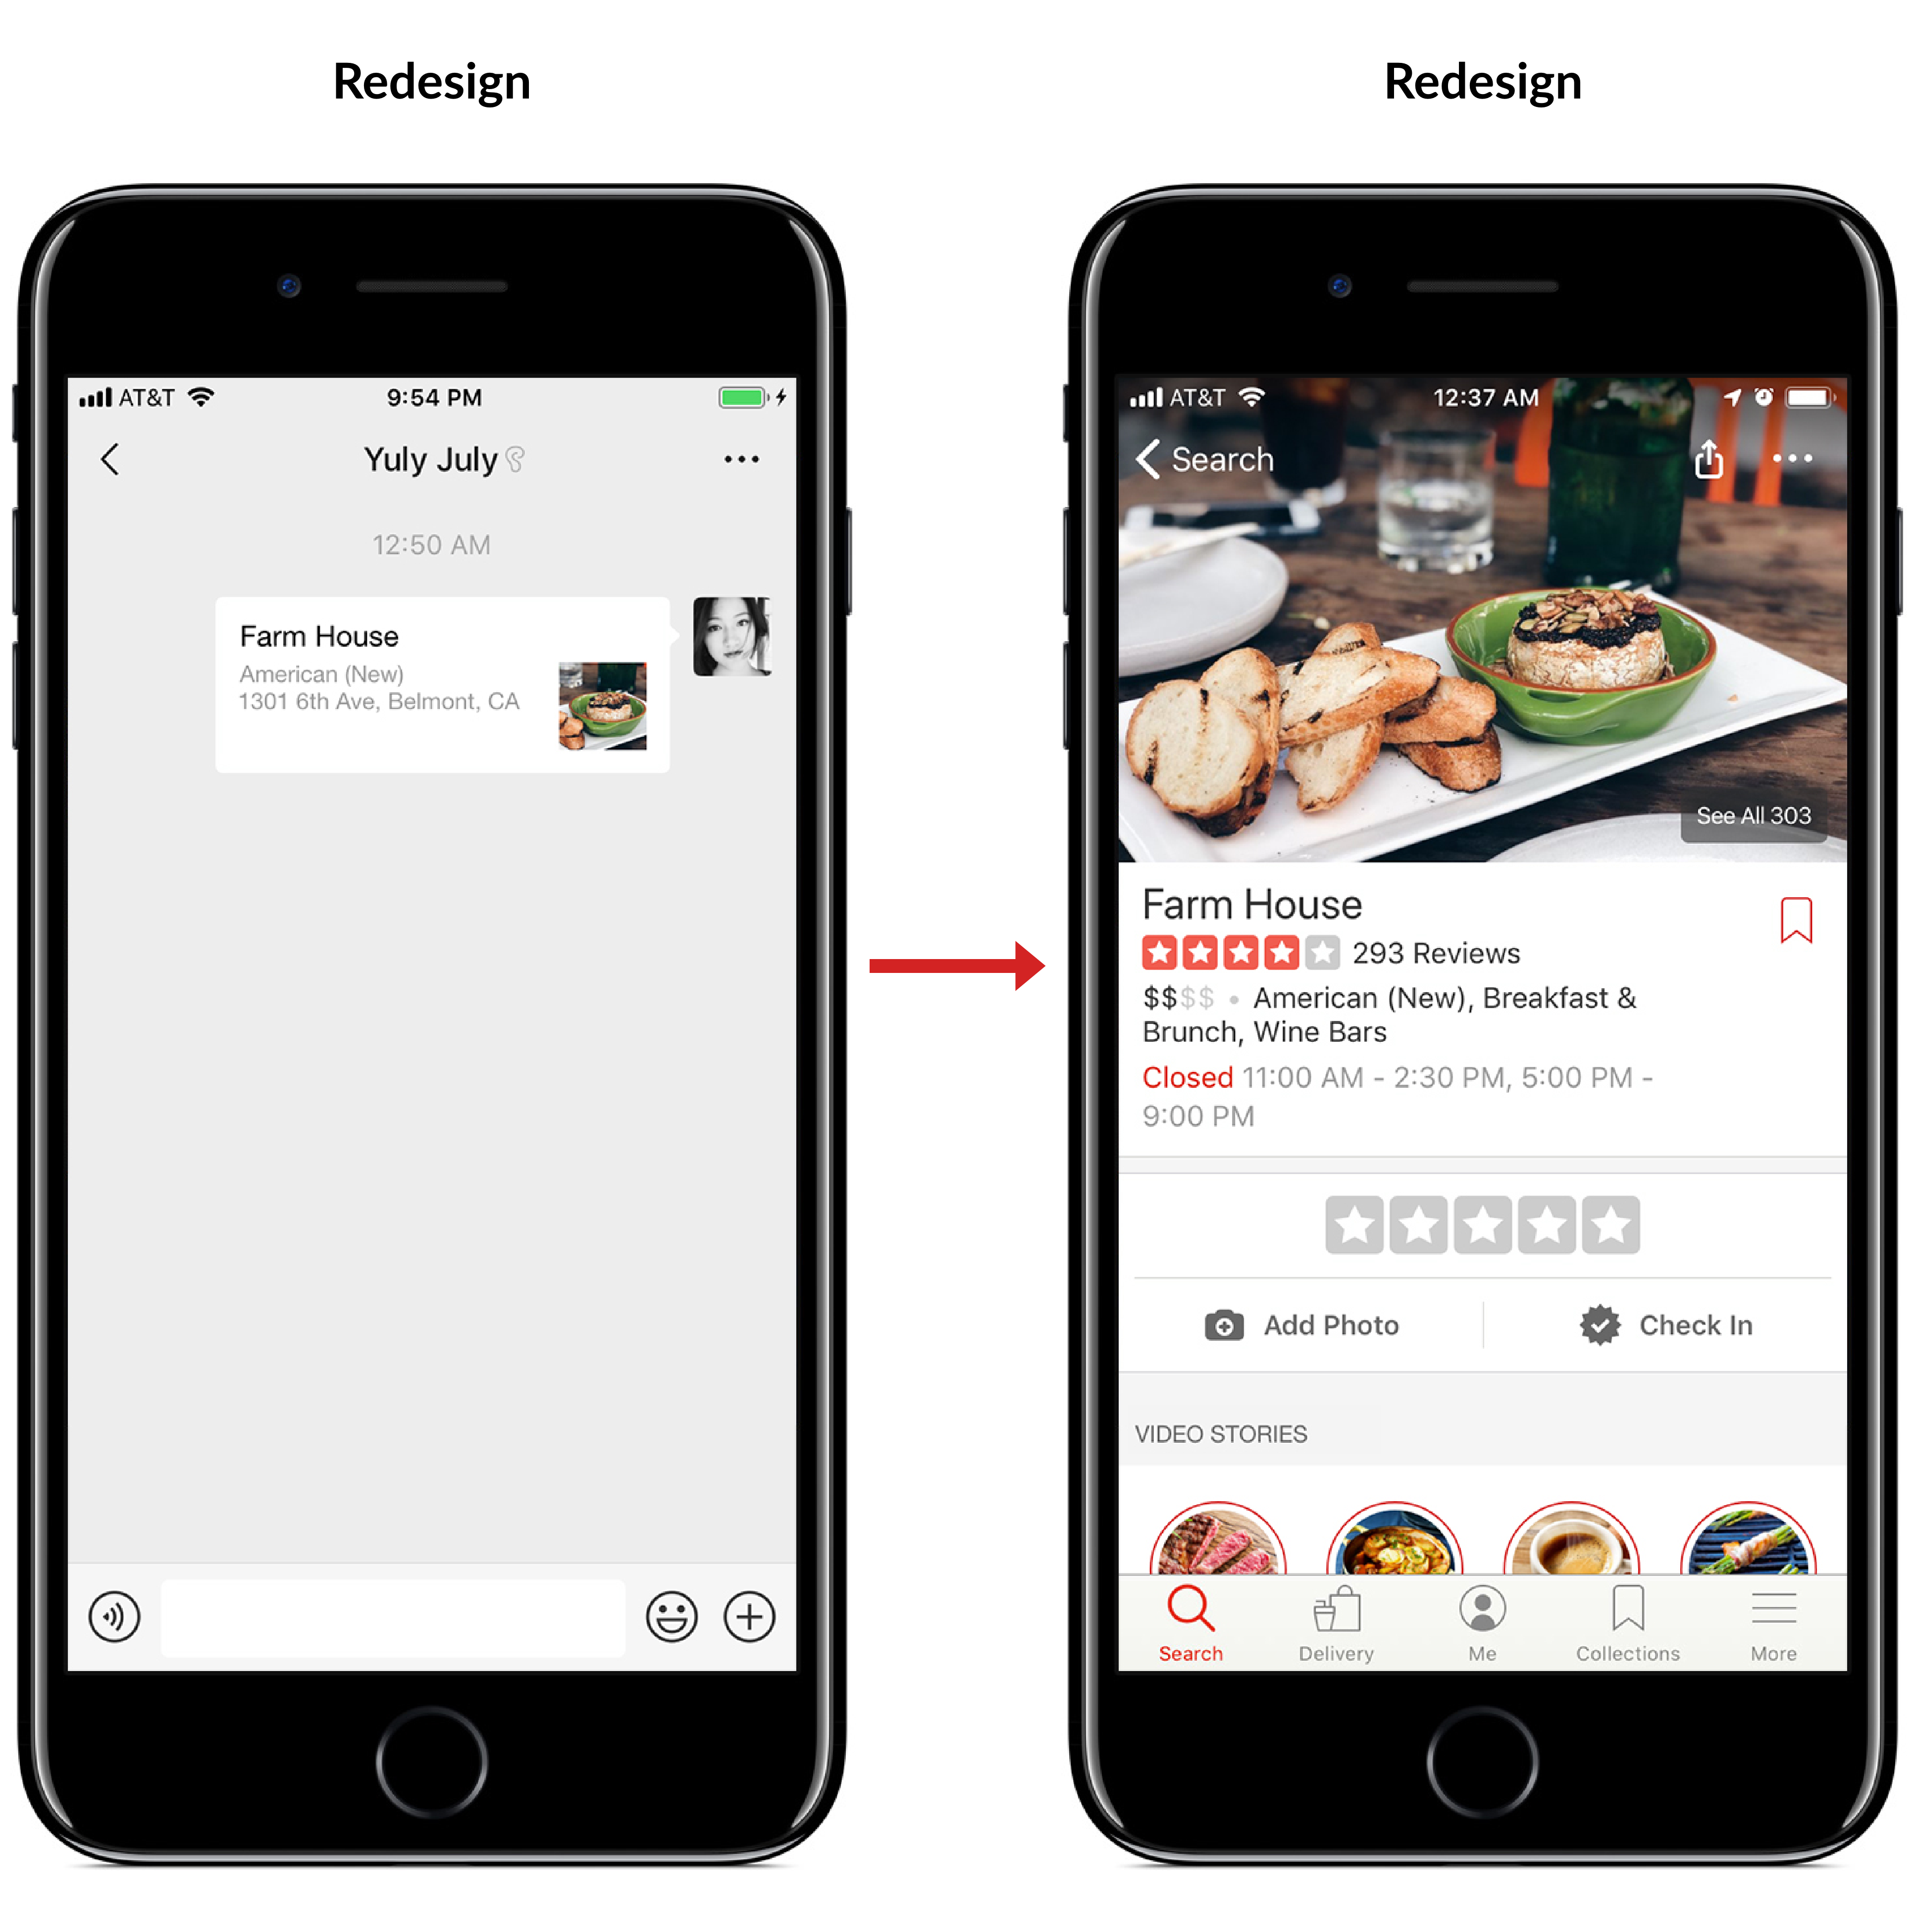 Redesign
Redesign
AT&T
9:54 PM
Yuly July
12:50 AM
Farm House
American (New)
1301 6th Ave, Belmont, CA
AT&T
12:37 AM
Search
See All 303
Farm House
293 Reviews
$$$$ • American (New), Breakfast &
Brunch, Wine Bars
Closed 11:00 AM - 2:30 PM, 5:00 PM -
9:00 PM
Add Photo
Check In
VIDEO STORIES
Search
Delivery
Me
Collections
More